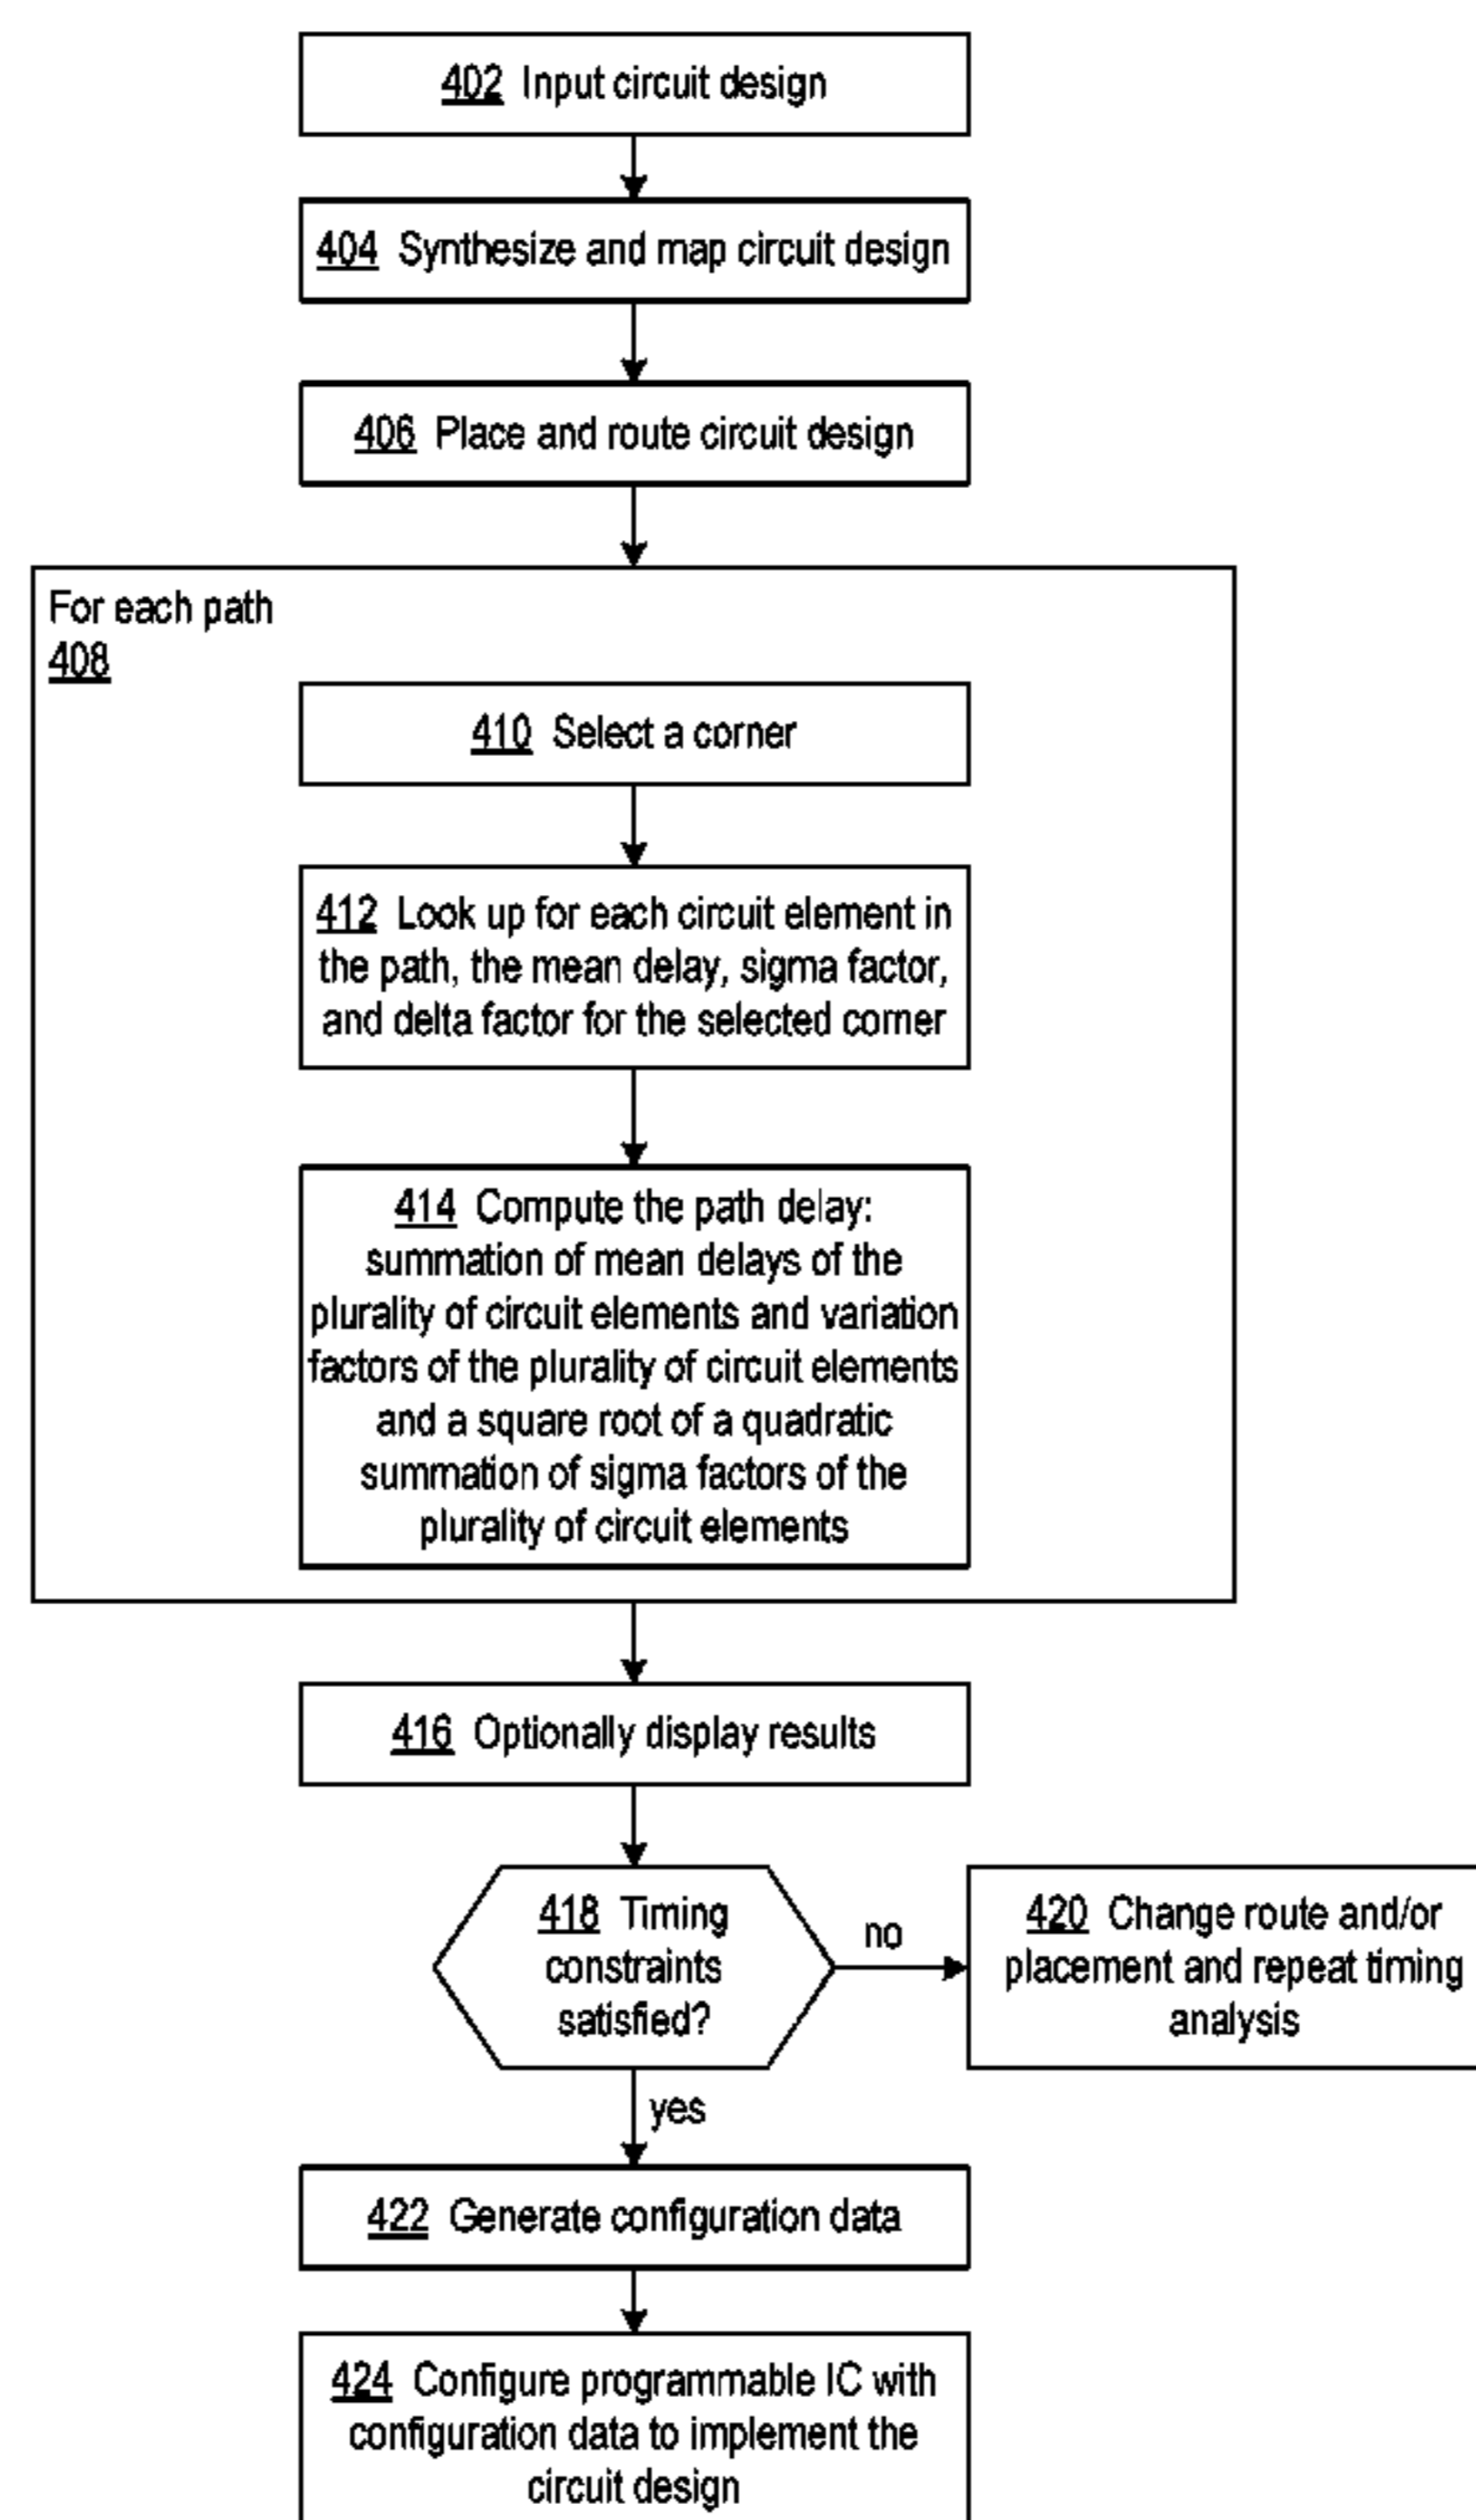 402 Input circuit design
404 Synthesize and map circuit design
406 Place and route circuit design
For each path
408
410 Select a corner
412 Look up for each circuit element in
the path, the mean delay, sigma factor,
and delta factor for the selected corner
414 Compute the path delay:
summation of mean delays of the
plurality of circuit elements and variation
factors of the plurality of circuit elements
and a square root of a quadratic
summation of sigma factors of the
plurality of circuit elements
416 Optionally display results
418 Timing
constraints
satisfied?
no
420 Change route and/or
placement and repeat timing
analysis
yes
422 Generate configuration data
424 Configure programmable IC with
configuration data to implement the
circuit design